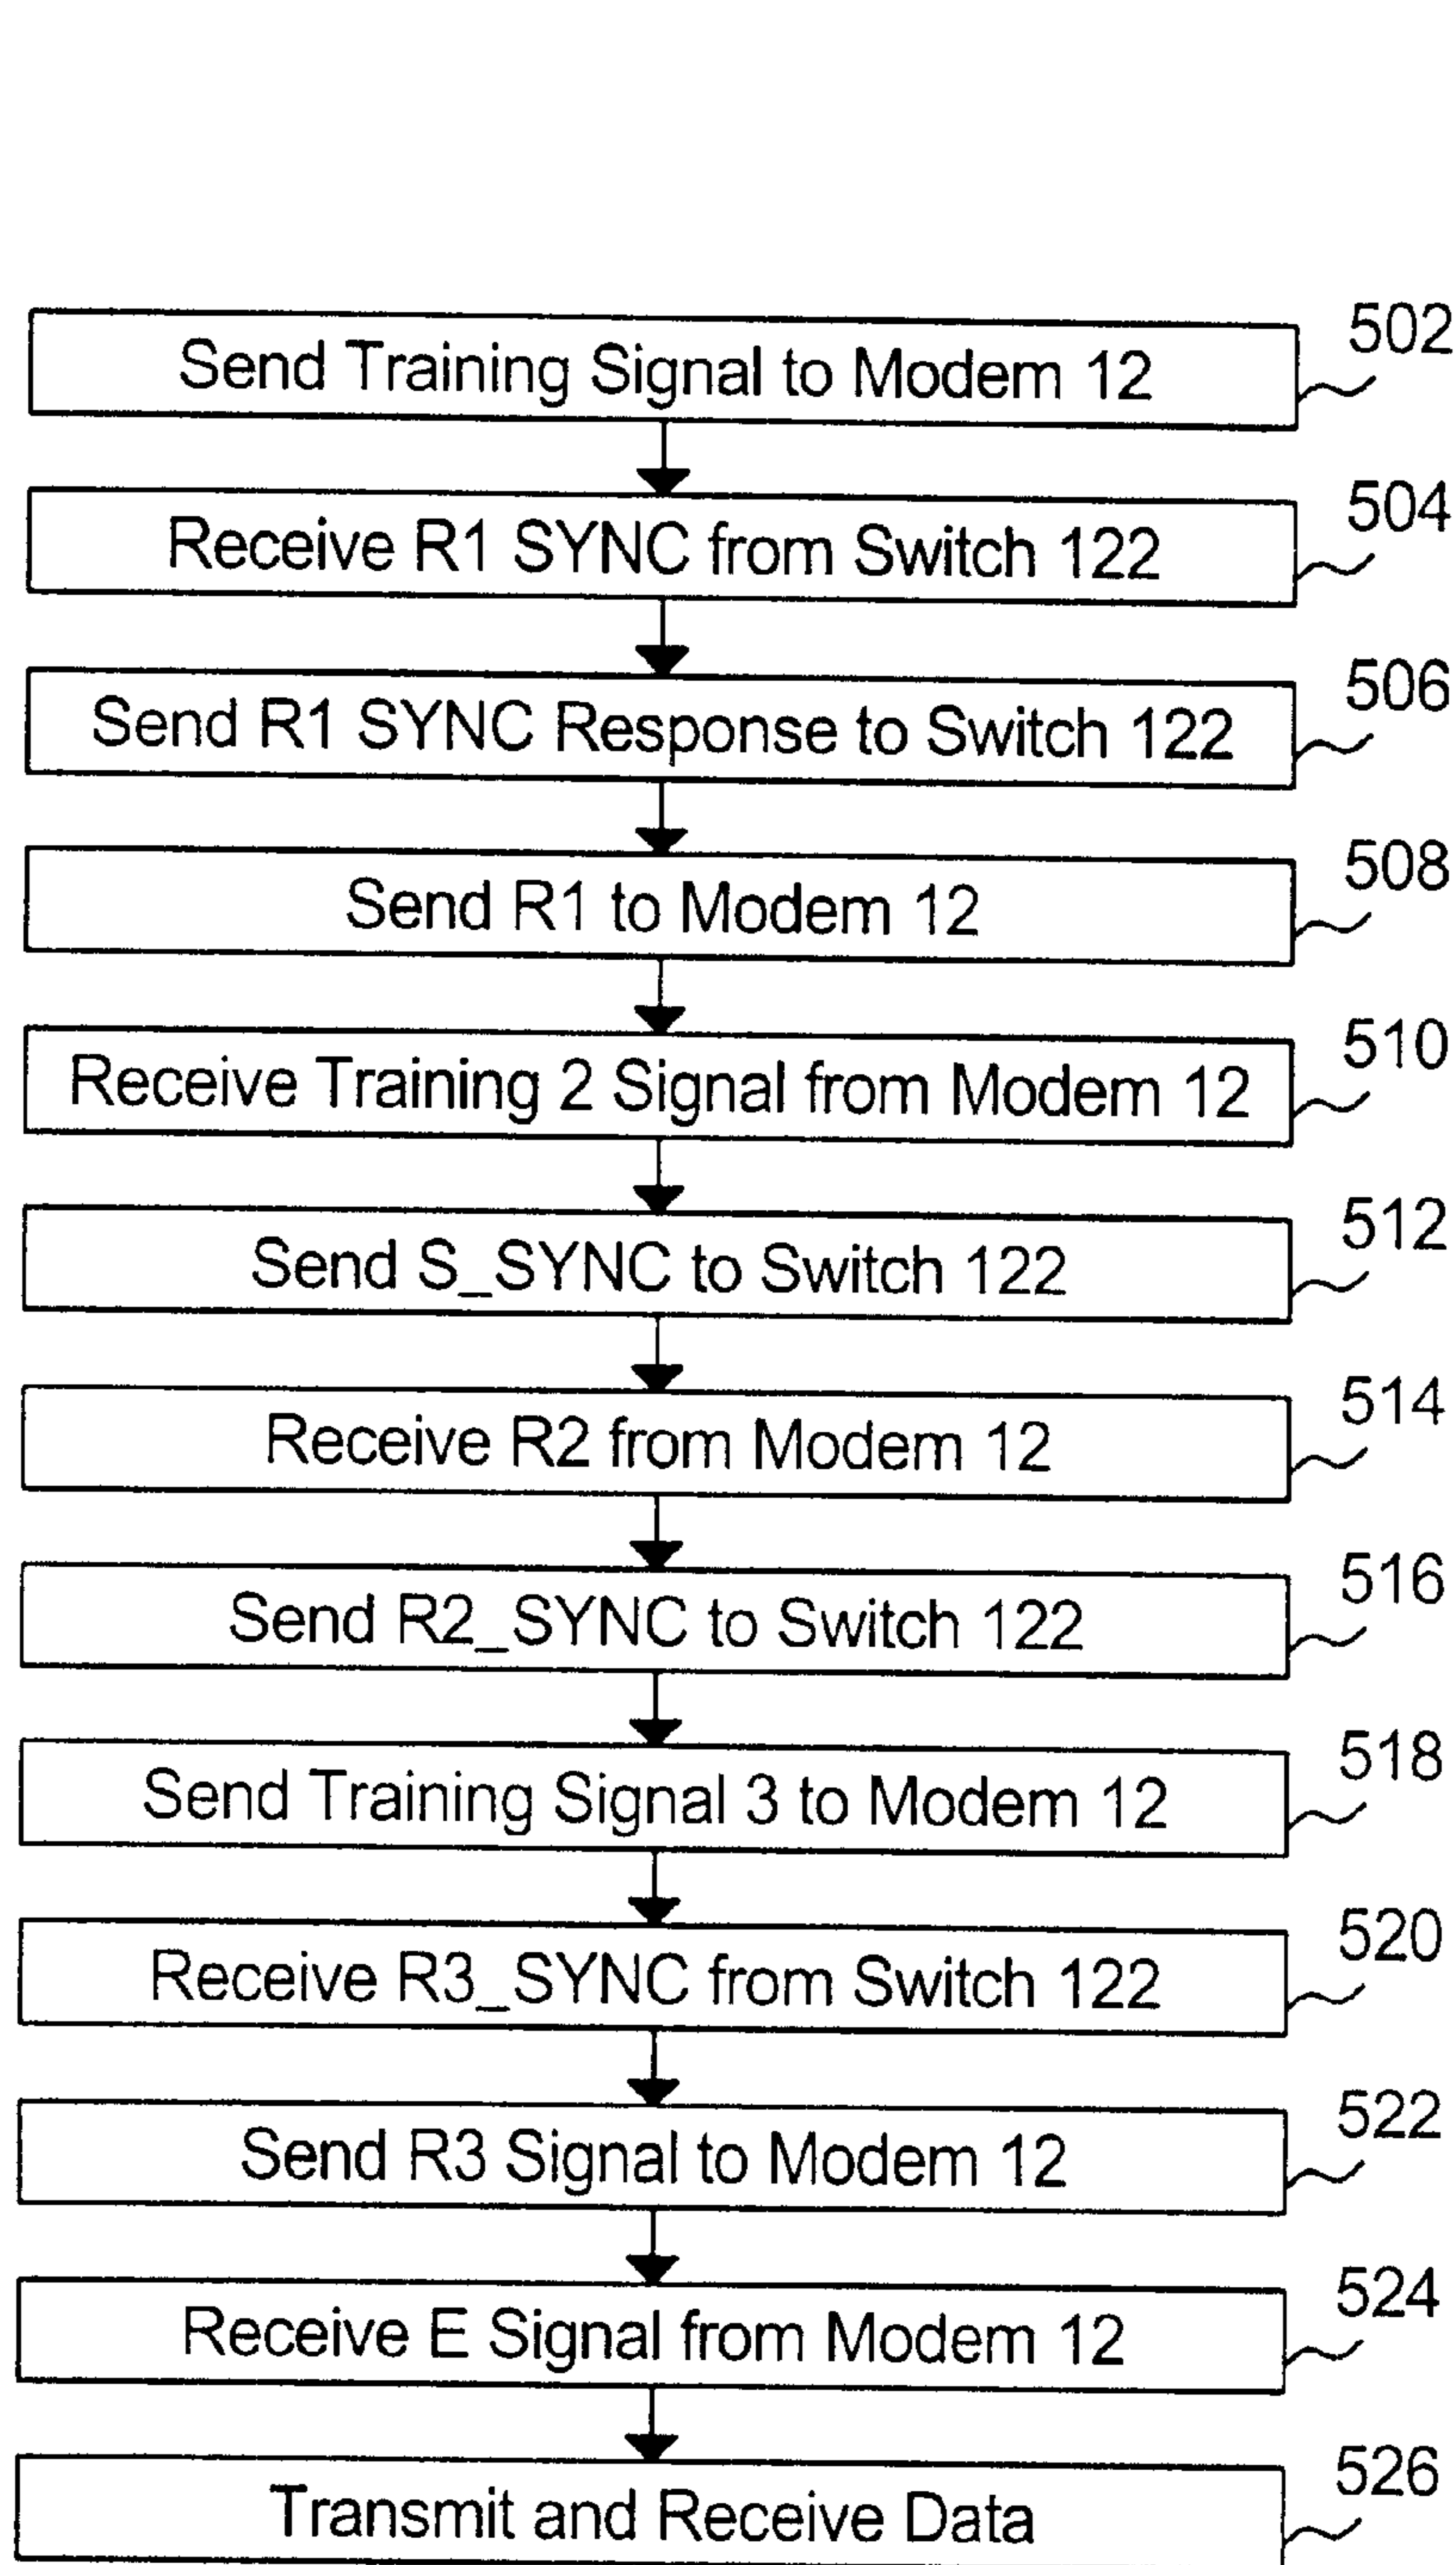 Send Training Signal to Modem 12
502
Receive R1 SYNC from Switch 122
504
Send R1 SYNC Response to Switch 122
506
Send R1 to Modem 12
508
Receive Training 2 Signal from Modem 12
510
Send S_SYNC to Switch 122
512
Receive R2 from Modem 12
514
Send R2_SYNC to Switch 122
516
Send Training Signal 3 to Modem 12
518
Receive R3_SYNC from Switch 122
520
Send R3 Signal to Modem 12
522
Receive E Signal from Modem 12
524
Transmit and Receive Data
526